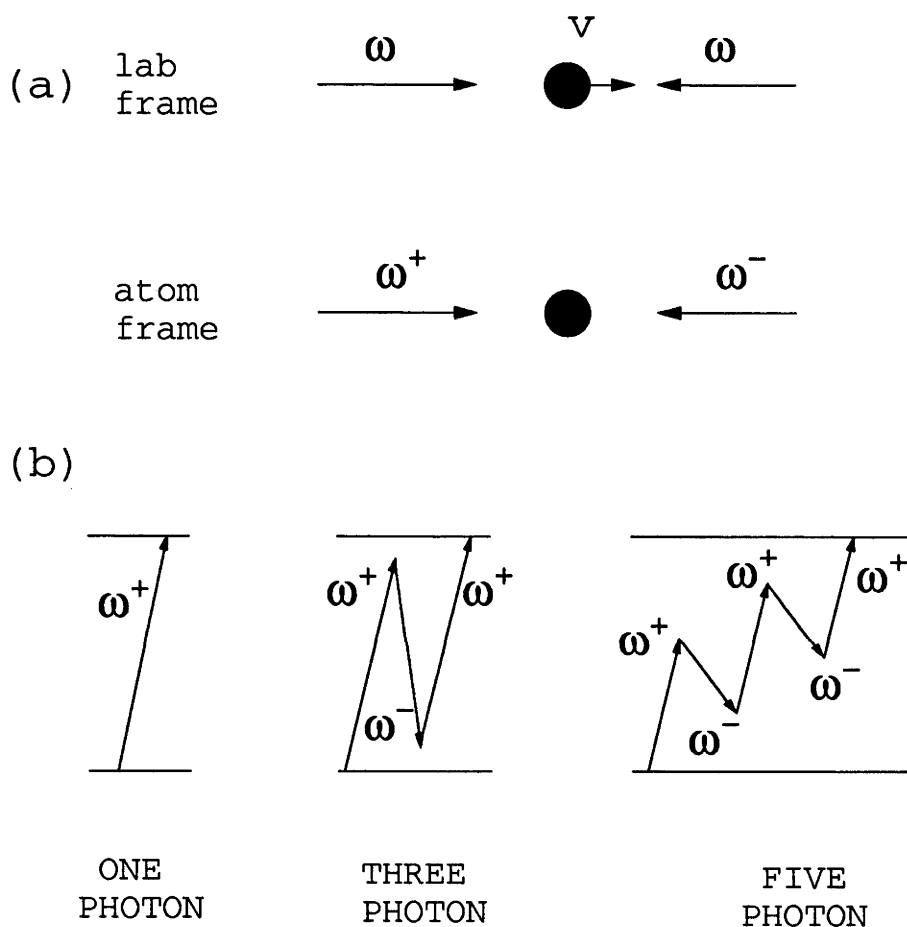 v
ω ω
(a) lab
frame
ω⁺ ω⁻
atom
frame
(b)
ω⁺
ω⁺ ω⁺
ω⁻
ω⁺ ω⁺
ω⁺
ω⁻
ω⁻
ONE
PHOTON
THREE
PHOTON
FIVE
PHOTON